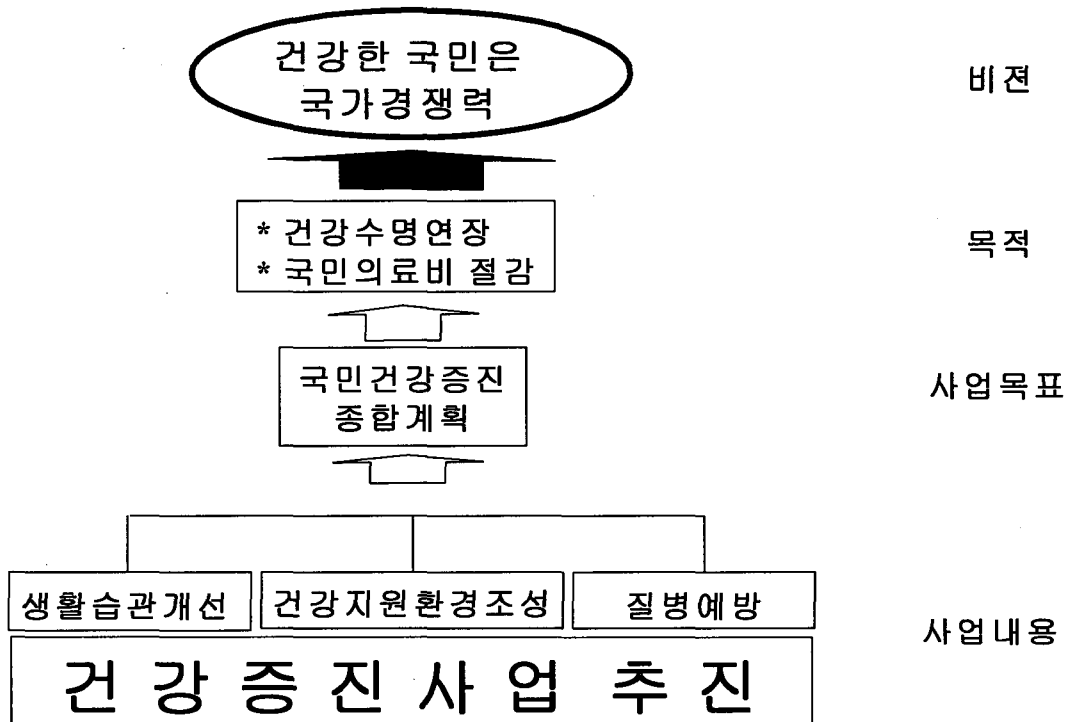 건강한 국민은
국가경쟁력
비젼
* 건강수명연장
* 국민의료비 절감
목적
국민건강증진
종합계획
사업목표
생활습관개선
건강지원환경조성
질병예방
사업내용
건강증진사업 추진